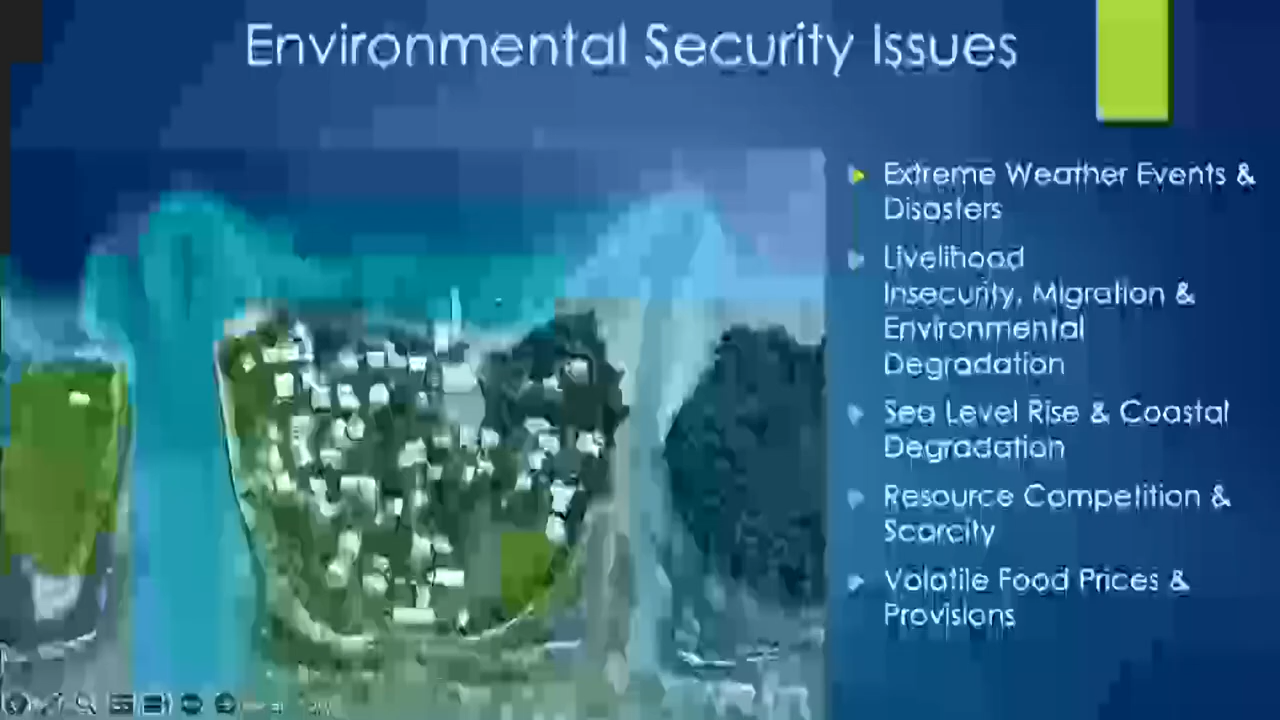 Environmental Security Issues
Extreme Weather Events &
Disasters
Livelihood
Insecurity, Migration &
Environmental
Degradation
Sea Level Rise & Coastal
Degradation
Resource Competition &
Scarcity
Volatile Food Prices &
Provisions